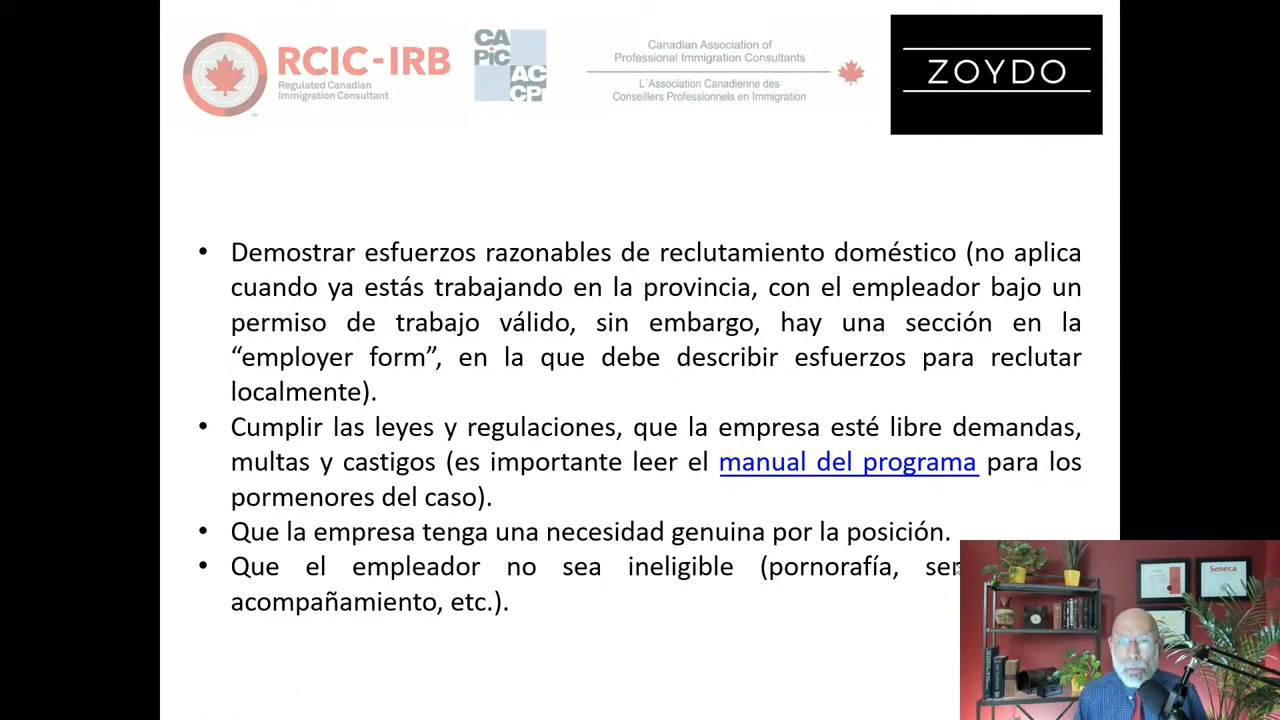 RCIC-IRB
Regulated Canadian
Immigration Consultant
CA
PiC
AC
CP
Canadian Association of
Professional Immigration Consultants
L'Association Canadienne des
Conseillers Professionnels en Immigration
ZOYDO
• Demostrar esfuerzos razonables de reclutamiento doméstico (no aplica
cuando ya estás trabajando en la provincia, con el empleador bajo un
permiso de trabajo válido, sin embargo, hay una sección en la
“employer form”, en la que debe describir esfuerzos para reclutar
localmente).
• Cumplir las leyes y regulaciones, que la empresa esté libre demandas,
multas y castigos (es importante leer el manual del programa para los
pormenores del caso).
• Que la empresa tenga una necesidad genuina por la posición.
• Que el empleador no sea ineligible (pornorafía,
acompañamiento, etc.).
Seneca